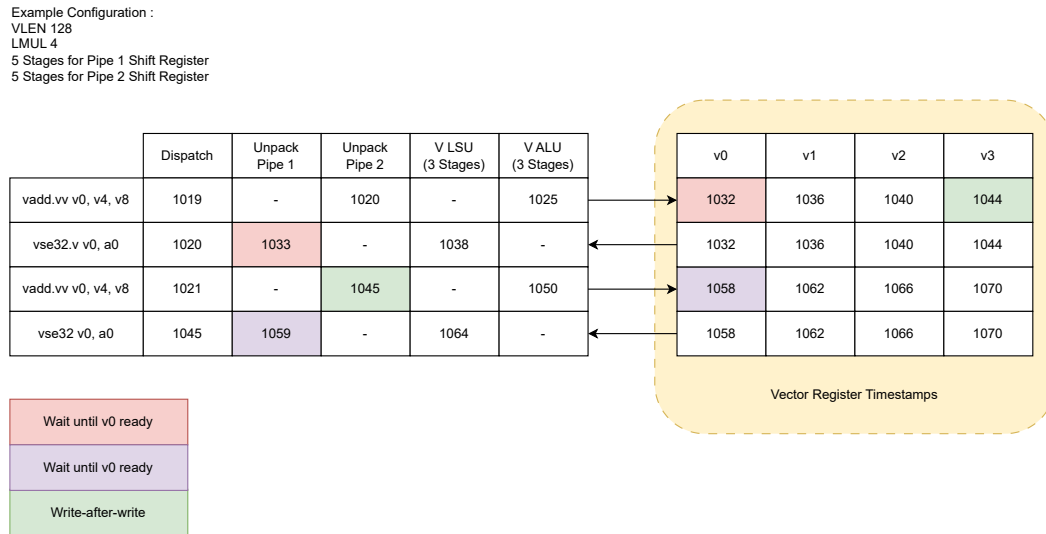 Example Configuration :
VLEN 128
LMUL 4
5 Stages for Pipe 1 Shift Register
5 Stages for Pipe 2 Shift Register
Dispatch
Unpack
Pipe 1
Unpack
Pipe 2
V LSU
(3 Stages)
V ALU
(3 Stages)
v0
v1
v2
v3
vadd.vv v0, v4, v8
1019
-
1020
-
1025
1032
1036
1040
1044
vse32.v v0, a0
1020
1033
-
1038
-
1032
1036
1040
1044
vadd.vv v0, v4, v8
1021
-
1045
-
1050
1058
1062
1066
1070
vse32 v0, a0
1045
1059
-
1064
-
1058
1062
1066
1070
Vector Register Timestamps
Wait until v0 ready
Wait until v0 ready
Write-after-write